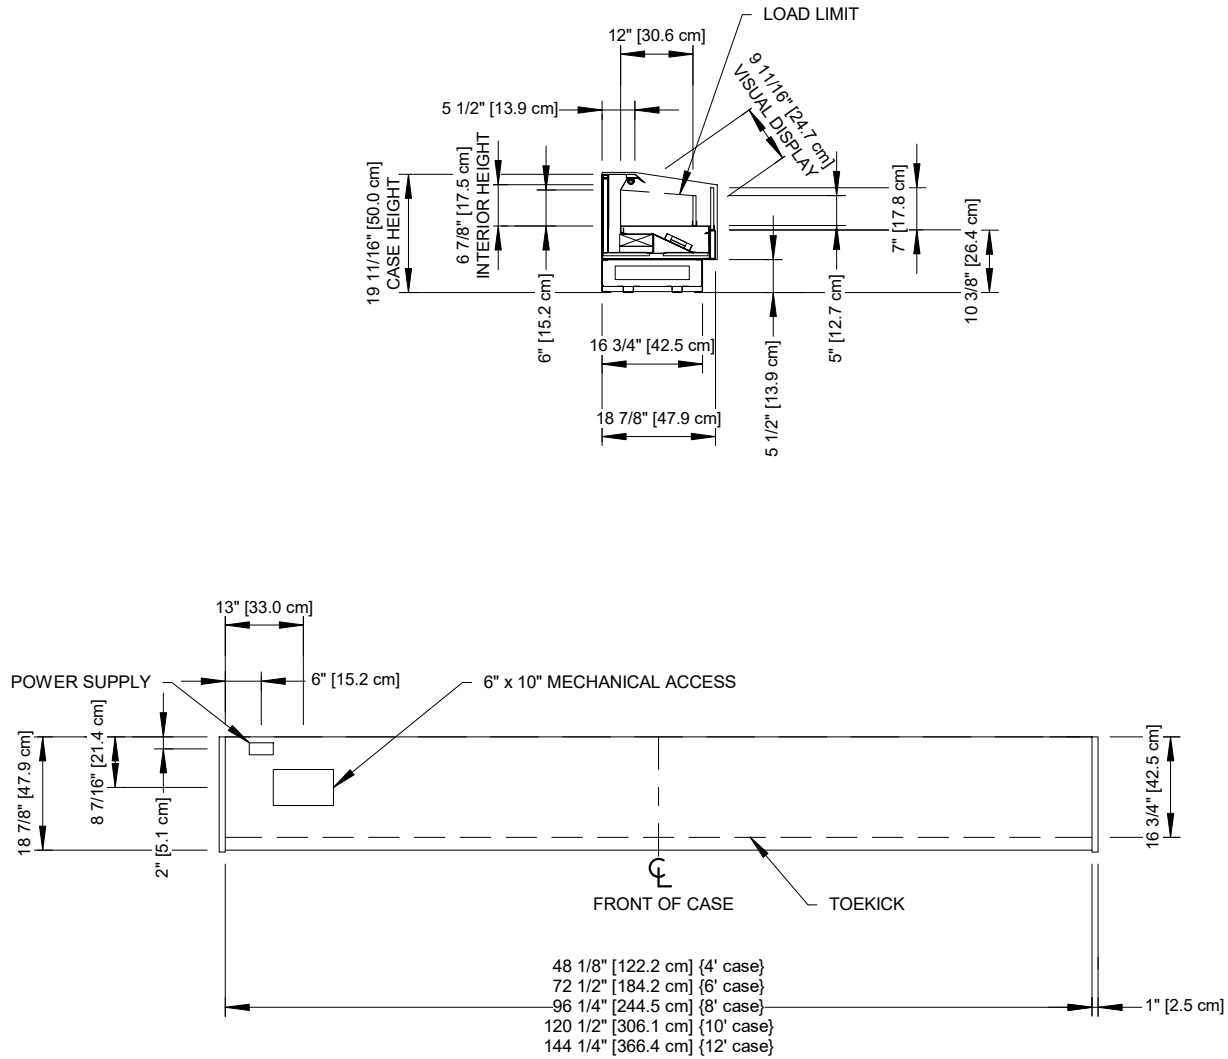 LOAD LIMIT
12" [30.6 cm]
9 11/16" [24.7 cm]
VISUAL DISPLAY
5 1/2" [13.9 cm]
19 11/16" [50.0 cm]
CASE HEIGHT
6 7/8" [17.5 cm]
INTERIOR HEIGHT
6" [15.2 cm]
7" [17.8 cm]
10 3/8" [26.4 cm]
5" [12.7 cm]
16 3/4" [42.5 cm]
5 1/2" [13.9 cm]
18 7/8" [47.9 cm]
13" [33.0 cm]
POWER SUPPLY
6" [15.2 cm]
6" x 10" MECHANICAL ACCESS
18 7/8" [47.9 cm]
8 7/16" [21.4 cm]
2" [5.1 cm]
16 3/4" [42.5 cm]
CL
FRONT OF CASE
TOEKICK
48 1/8" [122.2 cm] {4' case}
72 1/2" [184.2 cm] {6' case}
96 1/4" [244.5 cm] {8' case}
120 1/2" [306.1 cm] {10' case}
144 1/4" [366.4 cm] {12' case}
1" [2.5 cm]